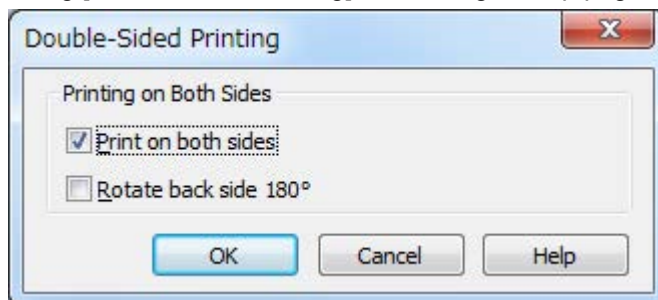 Double-Sided Printing
Printing on Both Sides
Print on both sides
Rotate back side 180°
OK Cancel Help